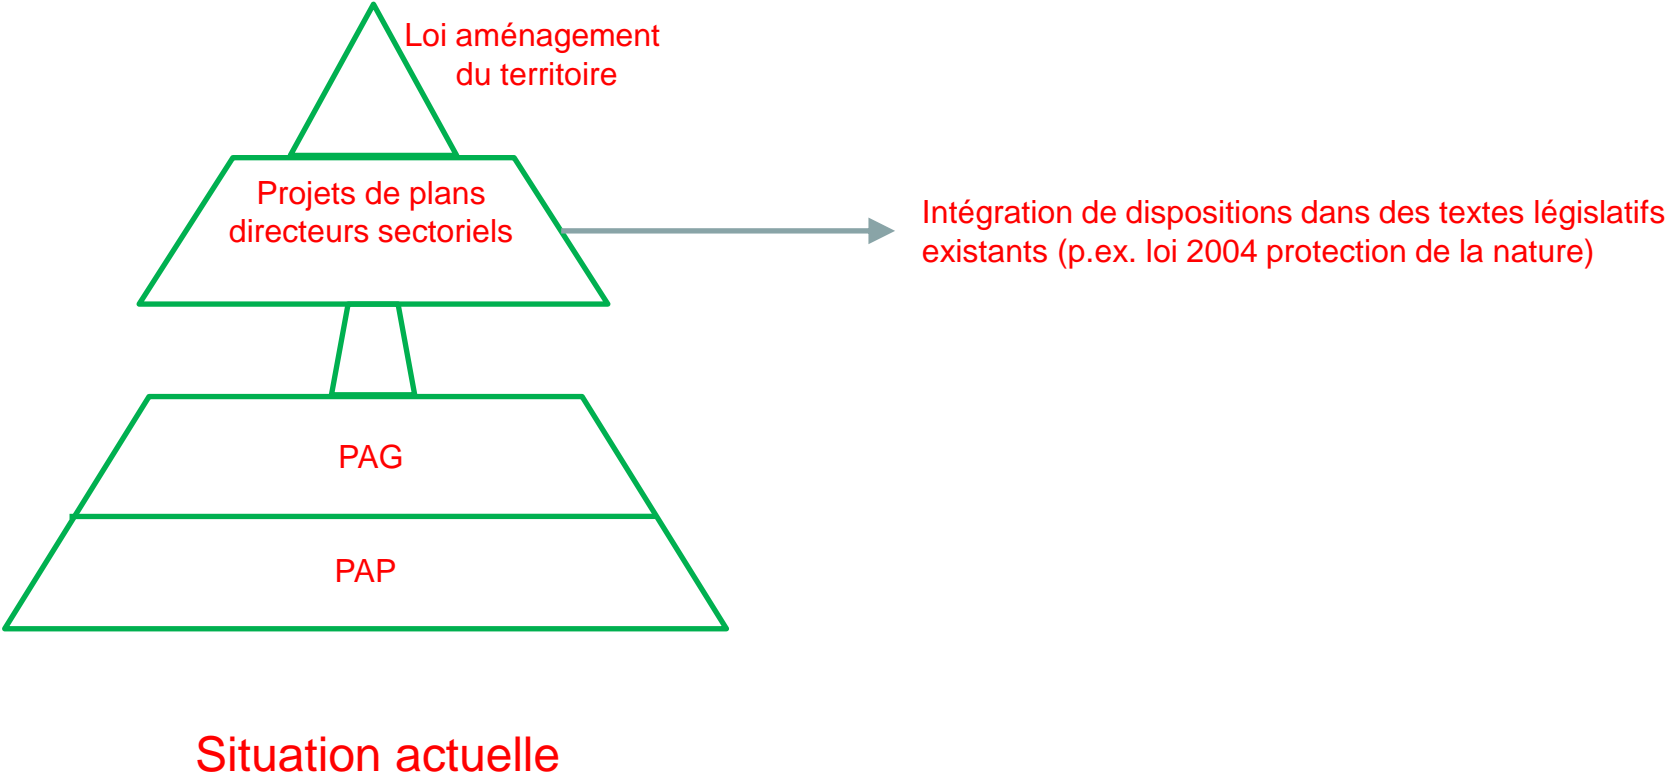 Loi aménagement
du territoire
Projets de plans
directeurs sectoriels
Intégration de dispositions dans des textes législatifs
existants (p.ex. loi 2004 protection de la nature)
PAG
PAP
Situation actuelle